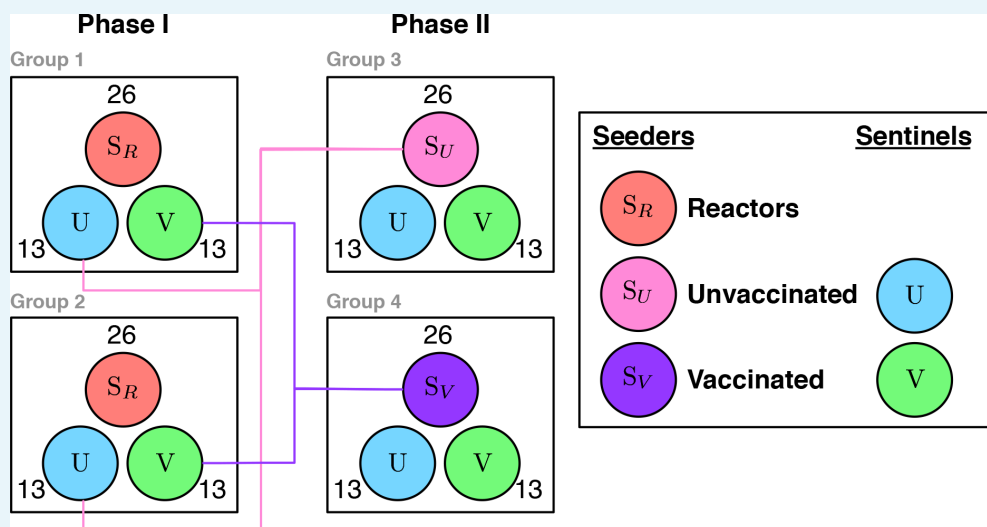 Phase I
Phase II
Group 1
Group 3
26
26
S_R
S_U
U
V
U
V
13
13
13
13
Group 2
Group 4
26
26
S_R
S_V
U
V
U
V
13
13
13
13
Seeders
Sentinels
S_R Reactors
S_U Unvaccinated U
S_V Vaccinated V